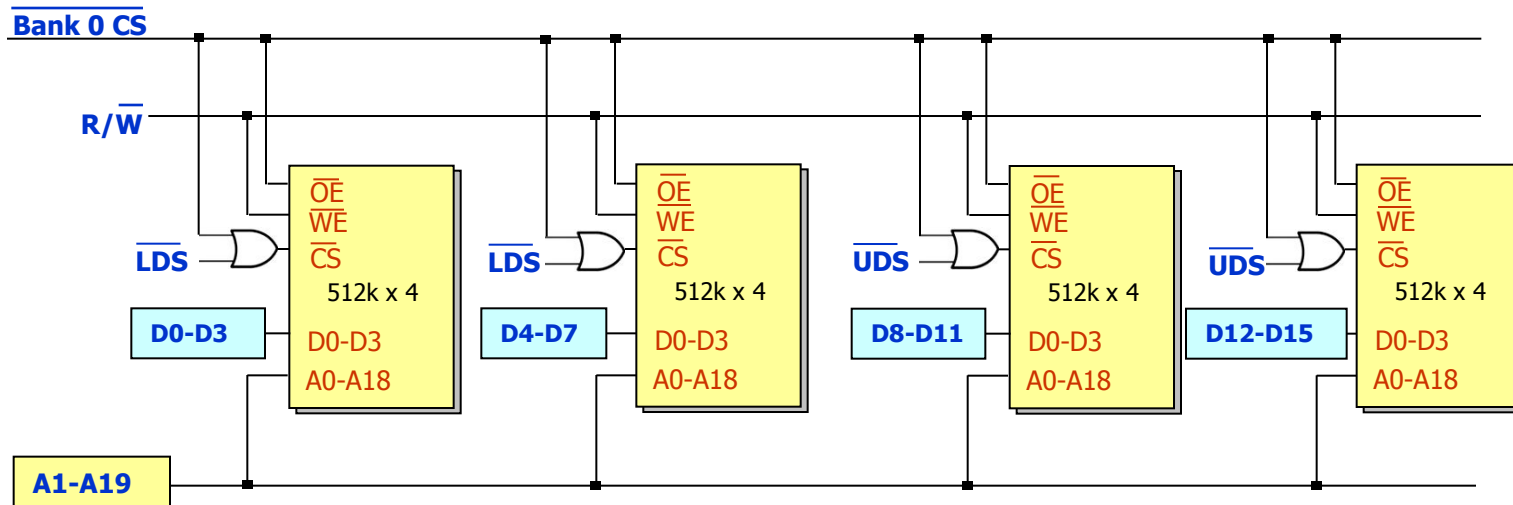 Bank 0 CS
R/W
OE
WE
CS
512k x 4
D0-D3
A0-A18
LDS
D0-D3
OE
WE
CS
512k x 4
D0-D3
A0-A18
LDS
D4-D7
OE
WE
CS
512k x 4
D0-D3
A0-A18
UDS
D8-D11
OE
WE
CS
512k x 4
D0-D3
A0-A18
UDS
D12-D15
A1-A19